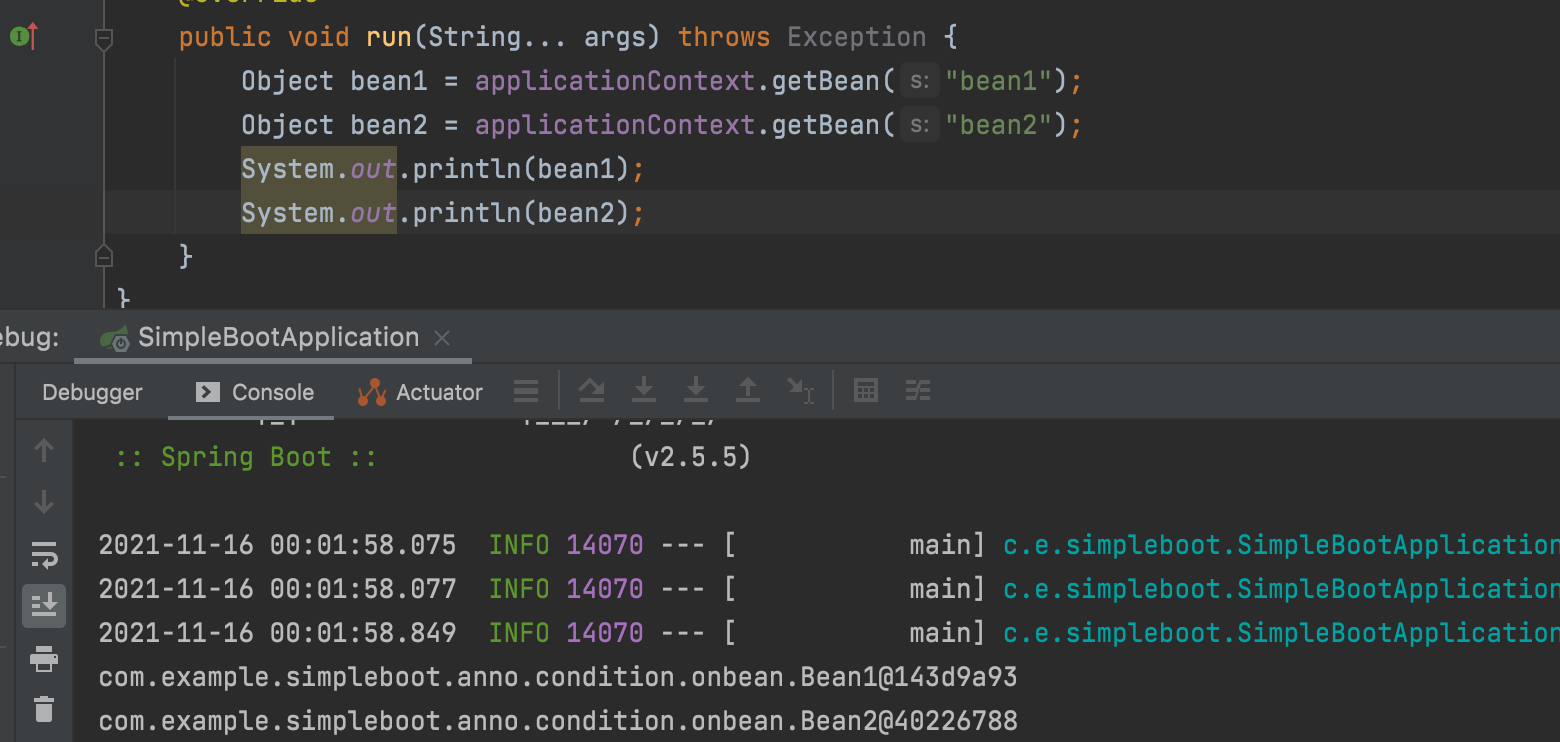 @Override
public void run(String... args) throws Exception {
Object bean1 = applicationContext.getBean( s: "bean1");
Object bean2 = applicationContext.getBean( s: "bean2");
System.out.println(bean1);
System.out.println(bean2);
}
}
ebug: SimpleBootApplication
Debugger Console Actuator
:: Spring Boot :: (v2.5.5)
2021-11-16 00:01:58.075 INFO 14070 --- [ main] c.e.simpleboot.SimpleBootApplication
2021-11-16 00:01:58.077 INFO 14070 --- [ main] c.e.simpleboot.SimpleBootApplication
2021-11-16 00:01:58.849 INFO 14070 --- [ main] c.e.simpleboot.SimpleBootApplication
com.example.simpleboot.anno.condition.onbean.Bean1@143d9a93
com.example.simpleboot.anno.condition.onbean.Bean2@40226788